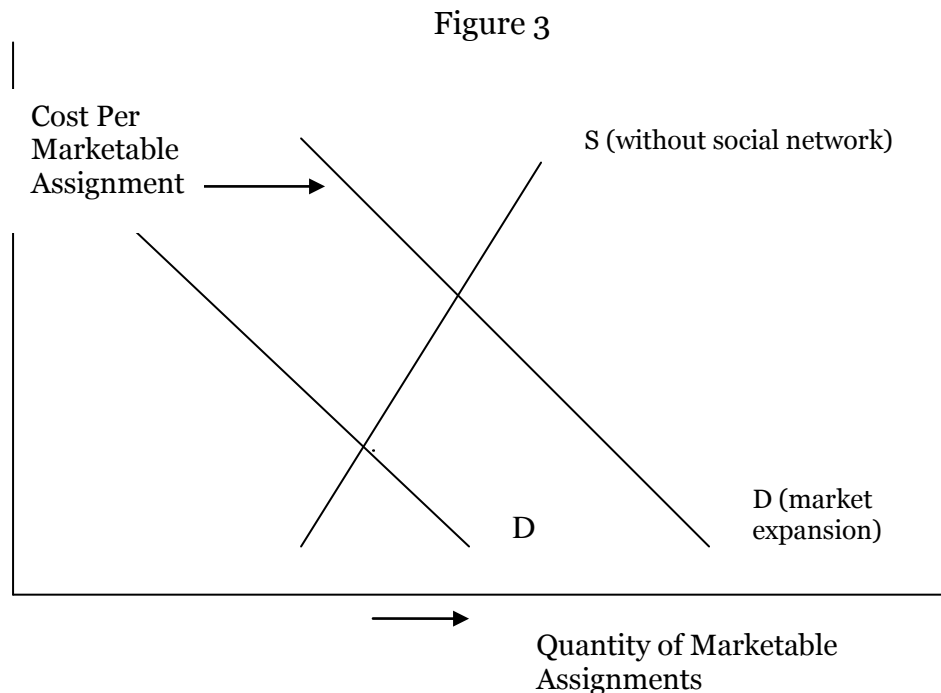 Figure 3
Cost Per
Marketable
Assignment
S (without social network)
D
D (market
expansion)
Quantity of Marketable
Assignments